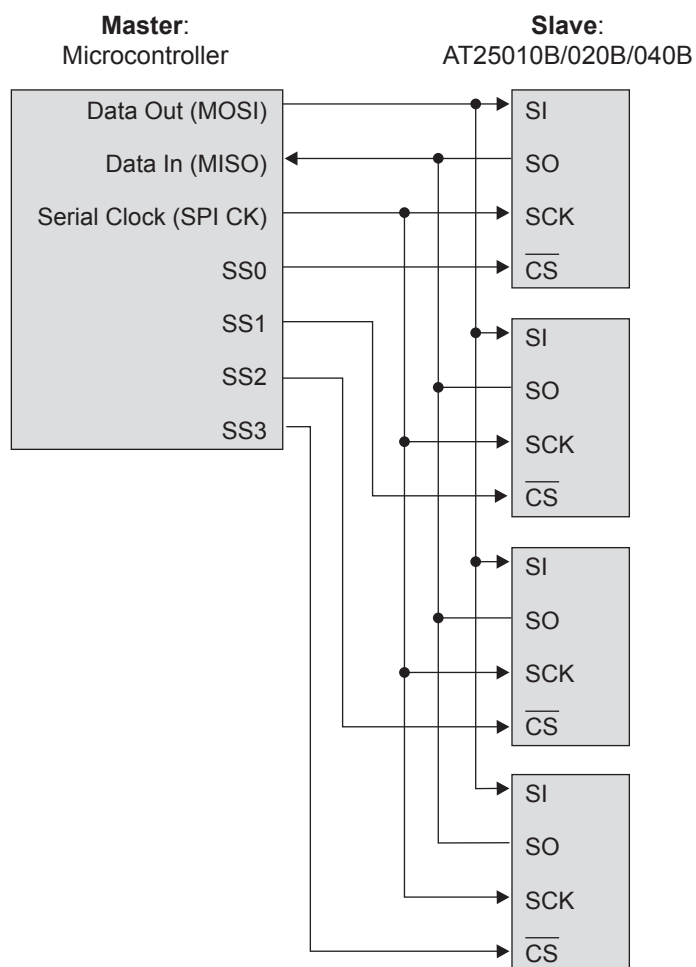 Master:
Microcontroller
Slave:
AT25010B/020B/040B
Data Out (MOSI)
Data In (MISO)
Serial Clock (SPI CK)
SS0
SS1
SS2
SS3
SI
SO
SCK
CS
SI
SO
SCK
CS
SI
SO
SCK
CS
SI
SO
SCK
CS